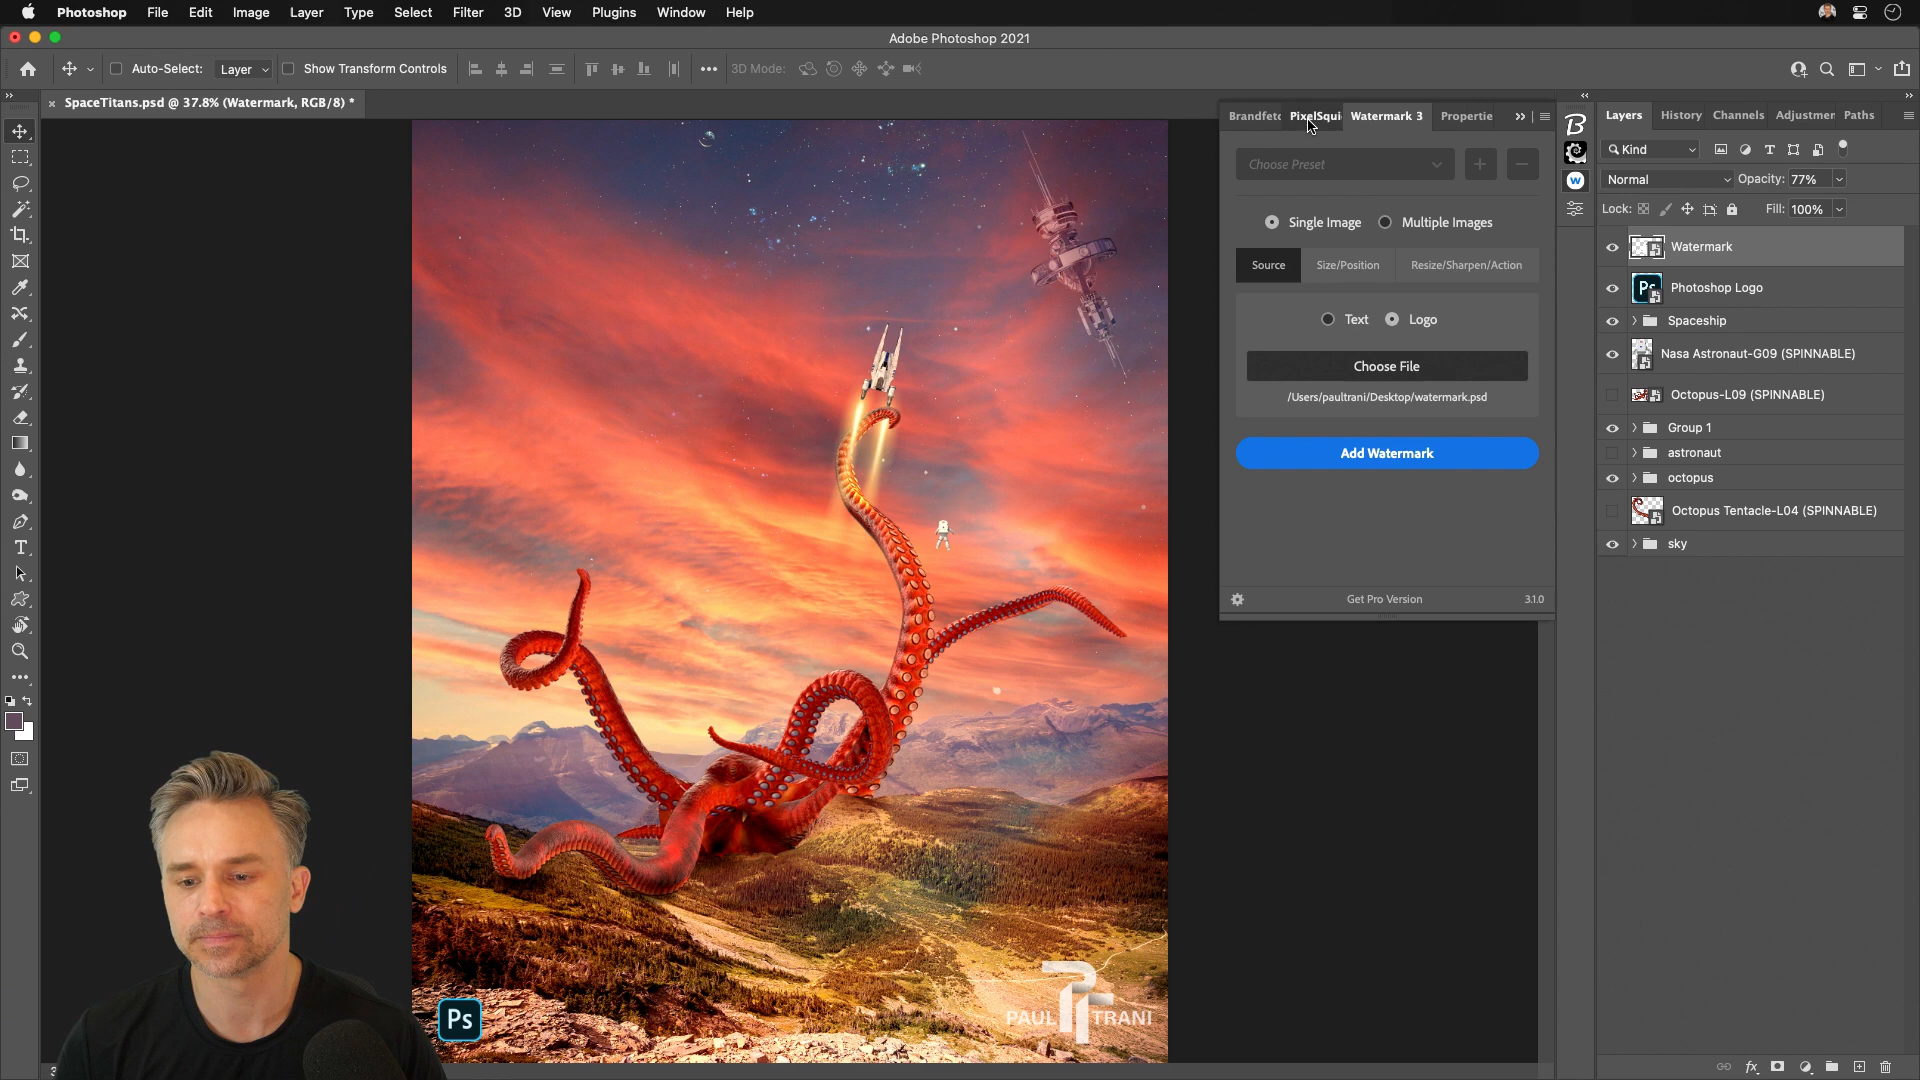 Photoshop File Edit Image Layer Type Select Filter 3D View Plugins Window Help
Adobe Photoshop 2021
Auto-Select: Layer Show Transform Controls 3D Mode:
SpaceTitans.psd @ 37.8% (Watermark, RGB/8) *
Brandfetc PixelSqui Watermark 3 Propertie
Choose Preset
Single Image Multiple Images
Source Size/Position Resize/Sharpen/Action
Text Logo
Choose File
/Users/paultrani/Desktop/watermark.psd
Add Watermark
Get Pro Version 3.1.0
B
w
Layers History Channels Adjustmer Paths
Kind
Normal Opacity: 77%
Lock: Fill: 100%
Watermark
Ps Photoshop Logo
Spaceship
Nasa Astronaut-G09 (SPINNABLE)
Octopus-L09 (SPINNABLE)
Group 1
astronaut
octopus
Octopus Tentacle-L04 (SPINNABLE)
sky
Ps
PAUL TRANI
3
fx